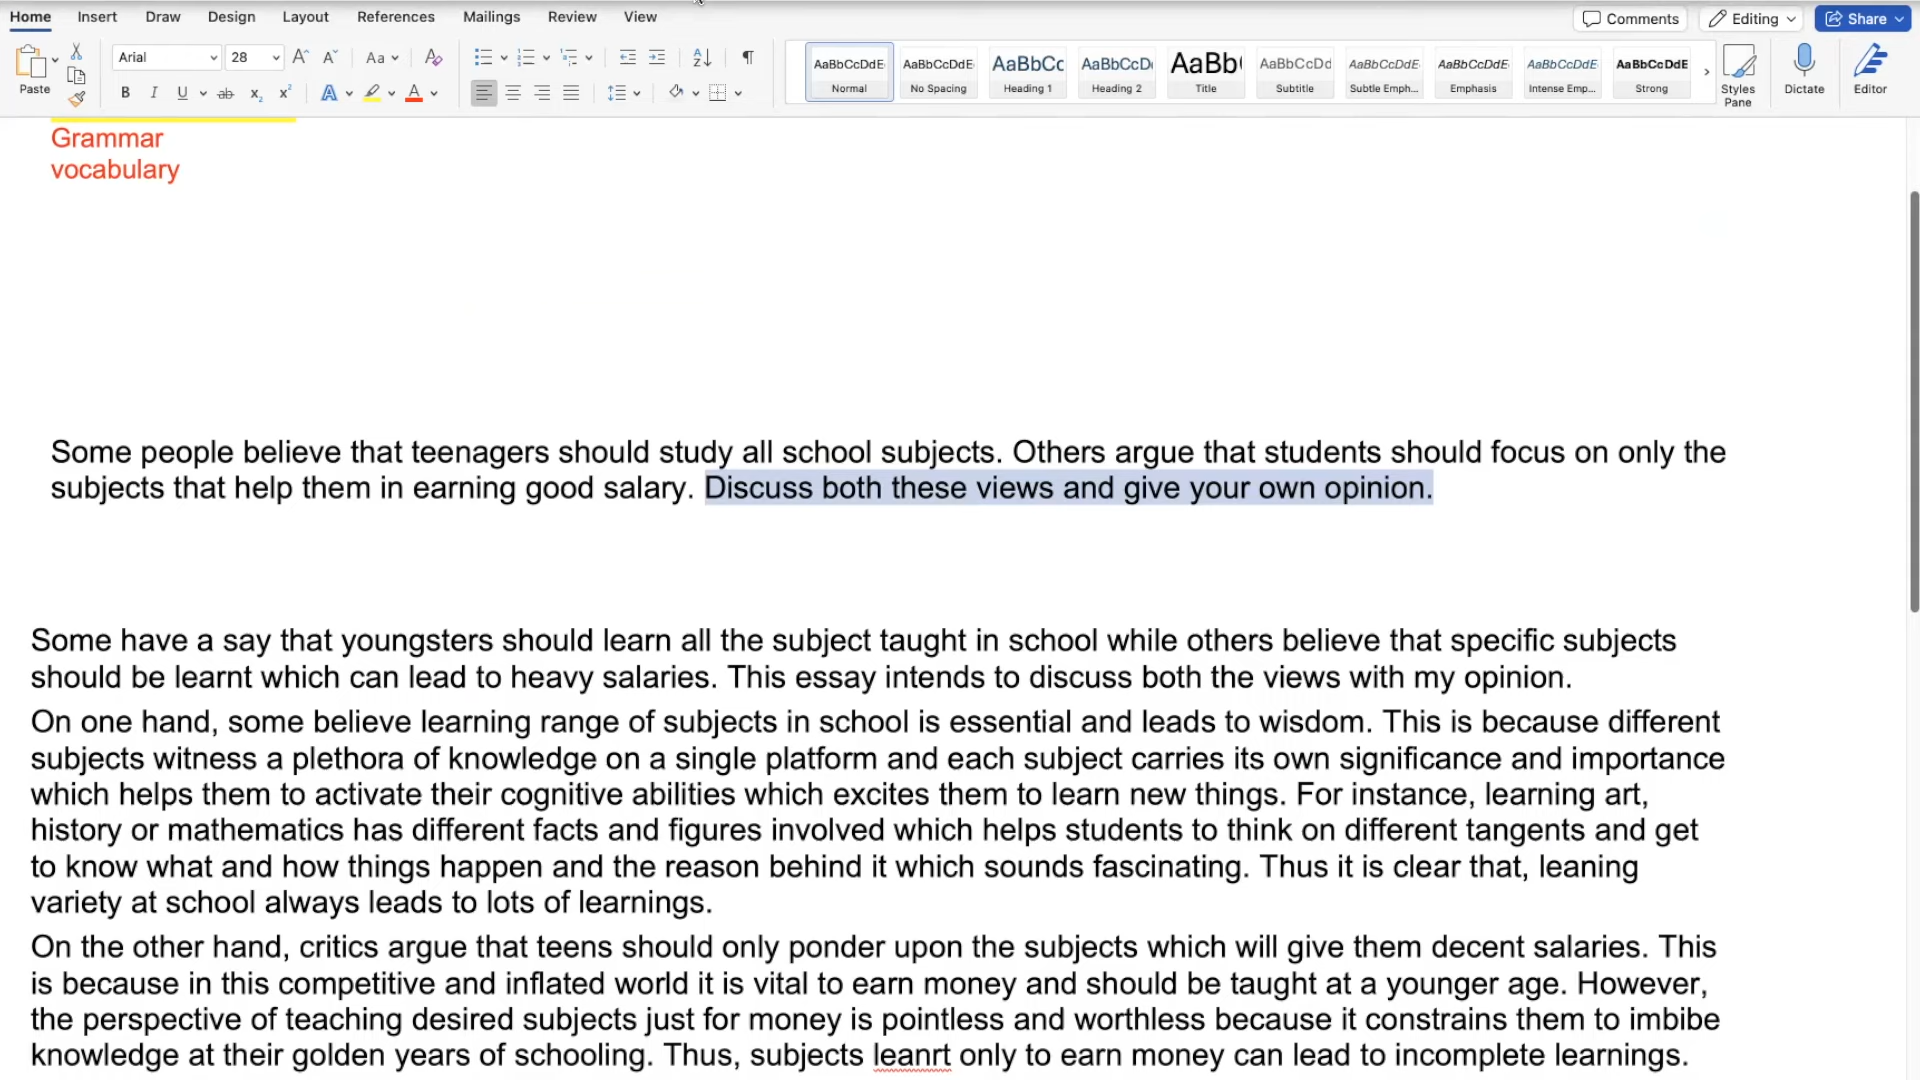 Home Insert Draw Design Layout References Mailings Review View Comments Editing Share
Arial 28 Aa
Paste
B I U ab x₂ x²
AaBbCcDdE AaBbCcDdE AaBbCc AaBbCcD AaBb AaBbCcDd AaBbCcDdE AaBbCcDdE AaBbCcDdE AaBbCcDdE
Normal No Spacing Heading 1 Heading 2 Title Subtitle Subtle Emph... Emphasis Intense Emp... Strong
Styles Pane Dictate Editor
Grammar
vocabulary
Some people believe that teenagers should study all school subjects. Others argue that students should focus on only the
subjects that help them in earning good salary. Discuss both these views and give your own opinion.
Some have a say that youngsters should learn all the subject taught in school while others believe that specific subjects
should be learnt which can lead to heavy salaries. This essay intends to discuss both the views with my opinion.
On one hand, some believe learning range of subjects in school is essential and leads to wisdom. This is because different
subjects witness a plethora of knowledge on a single platform and each subject carries its own significance and importance
which helps them to activate their cognitive abilities which excites them to learn new things. For instance, learning art,
history or mathematics has different facts and figures involved which helps students to think on different tangents and get
to know what and how things happen and the reason behind it which sounds fascinating. Thus it is clear that, leaning
variety at school always leads to lots of learnings.
On the other hand, critics argue that teens should only ponder upon the subjects which will give them decent salaries. This
is because in this competitive and inflated world it is vital to earn money and should be taught at a younger age. However,
the perspective of teaching desired subjects just for money is pointless and worthless because it constrains them to imbibe
knowledge at their golden years of schooling. Thus, subjects leanrt only to earn money can lead to incomplete learnings.